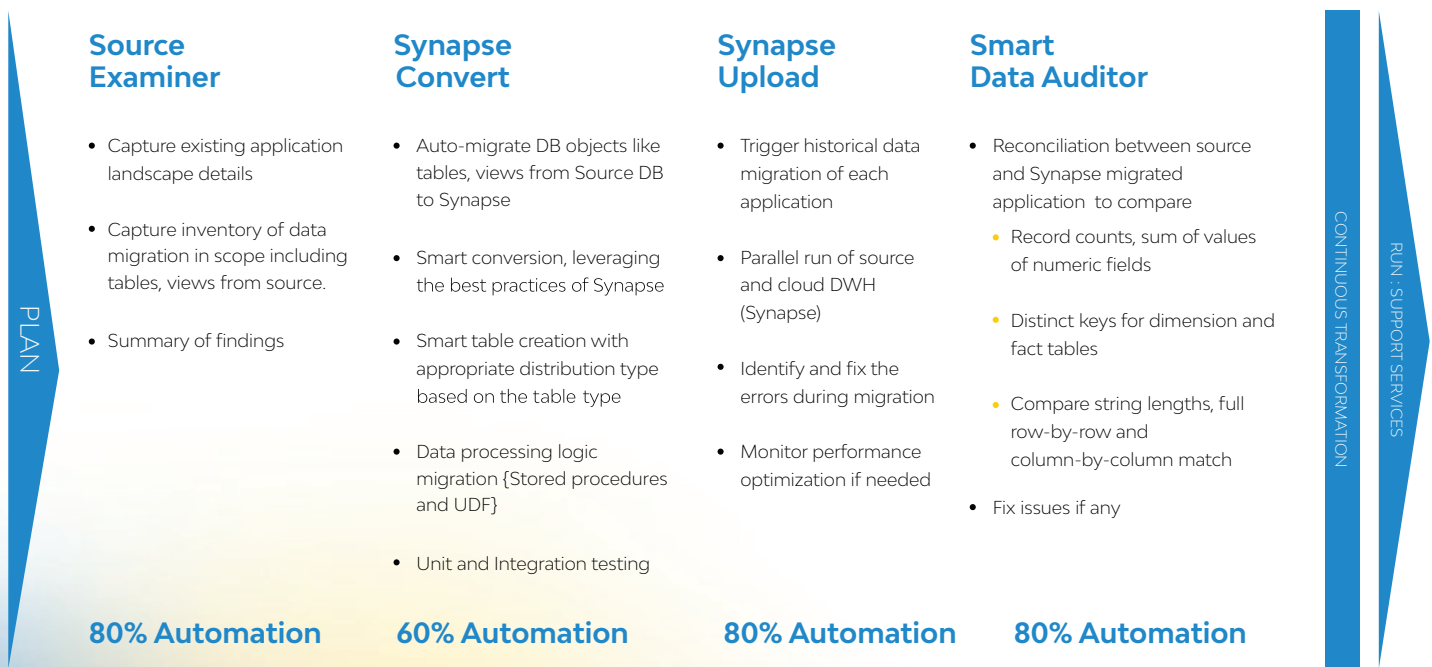 PLAN
Source
Examiner
• Capture existing application
landscape details
• Capture inventory of data
migration in scope including
tables, views from source.
• Summary of findings
80% Automation
Synapse
Convert
• Auto-migrate DB objects like
tables, views from Source DB
to Synapse
• Smart conversion, leveraging
the best practices of Synapse
• Smart table creation with
appropriate distribution type
based on the table type
• Data processing logic
migration {Stored procedures
and UDF}
• Unit and Integration testing
60% Automation
Synapse
Upload
• Trigger historical data
migration of each
application
• Parallel run of source
and cloud DWH
(Synapse)
• Identify and fix the
errors during migration
• Monitor performance
optimization if needed
80% Automation
Smart
Data Auditor
• Reconciliation between source
and Synapse migrated
application to compare
• Record counts, sum of values
of numeric fields
• Distinct keys for dimension and
fact tables
• Compare string lengths, full
row-by-row and
column-by-column match
• Fix issues if any
80% Automation
CONTINUOUS TRANSFORMATION
RUN : SUPPORT SERVICES